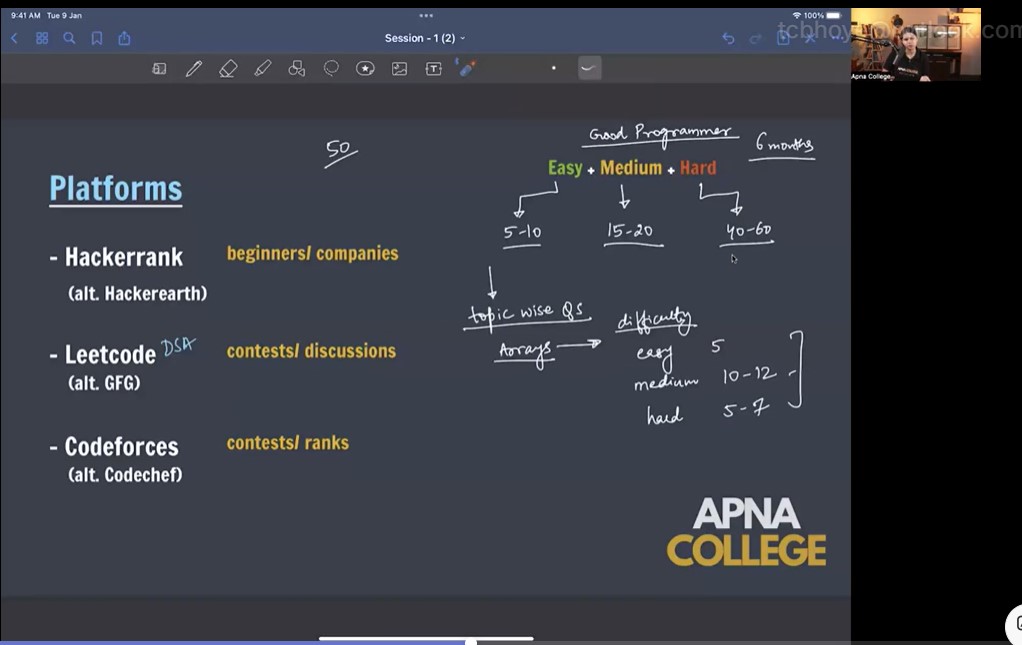 9:41 AM Tue 9 Jan
100%
Session - 1 (2)
Apna College
50
Good Programmer
6 months
Easy + Medium + Hard
5-10
15-20
40-60
Platforms
- Hackerrank
beginners/ companies
(alt. Hackerearth)
- Leetcode DSA
contests/ discussions
(alt. GFG)
- Codeforces
contests/ ranks
(alt. Codechef)
topic wise Qs
Arrays
difficulty
easy 5
medium 10-12
hard 5-7
APNA
COLLEGE